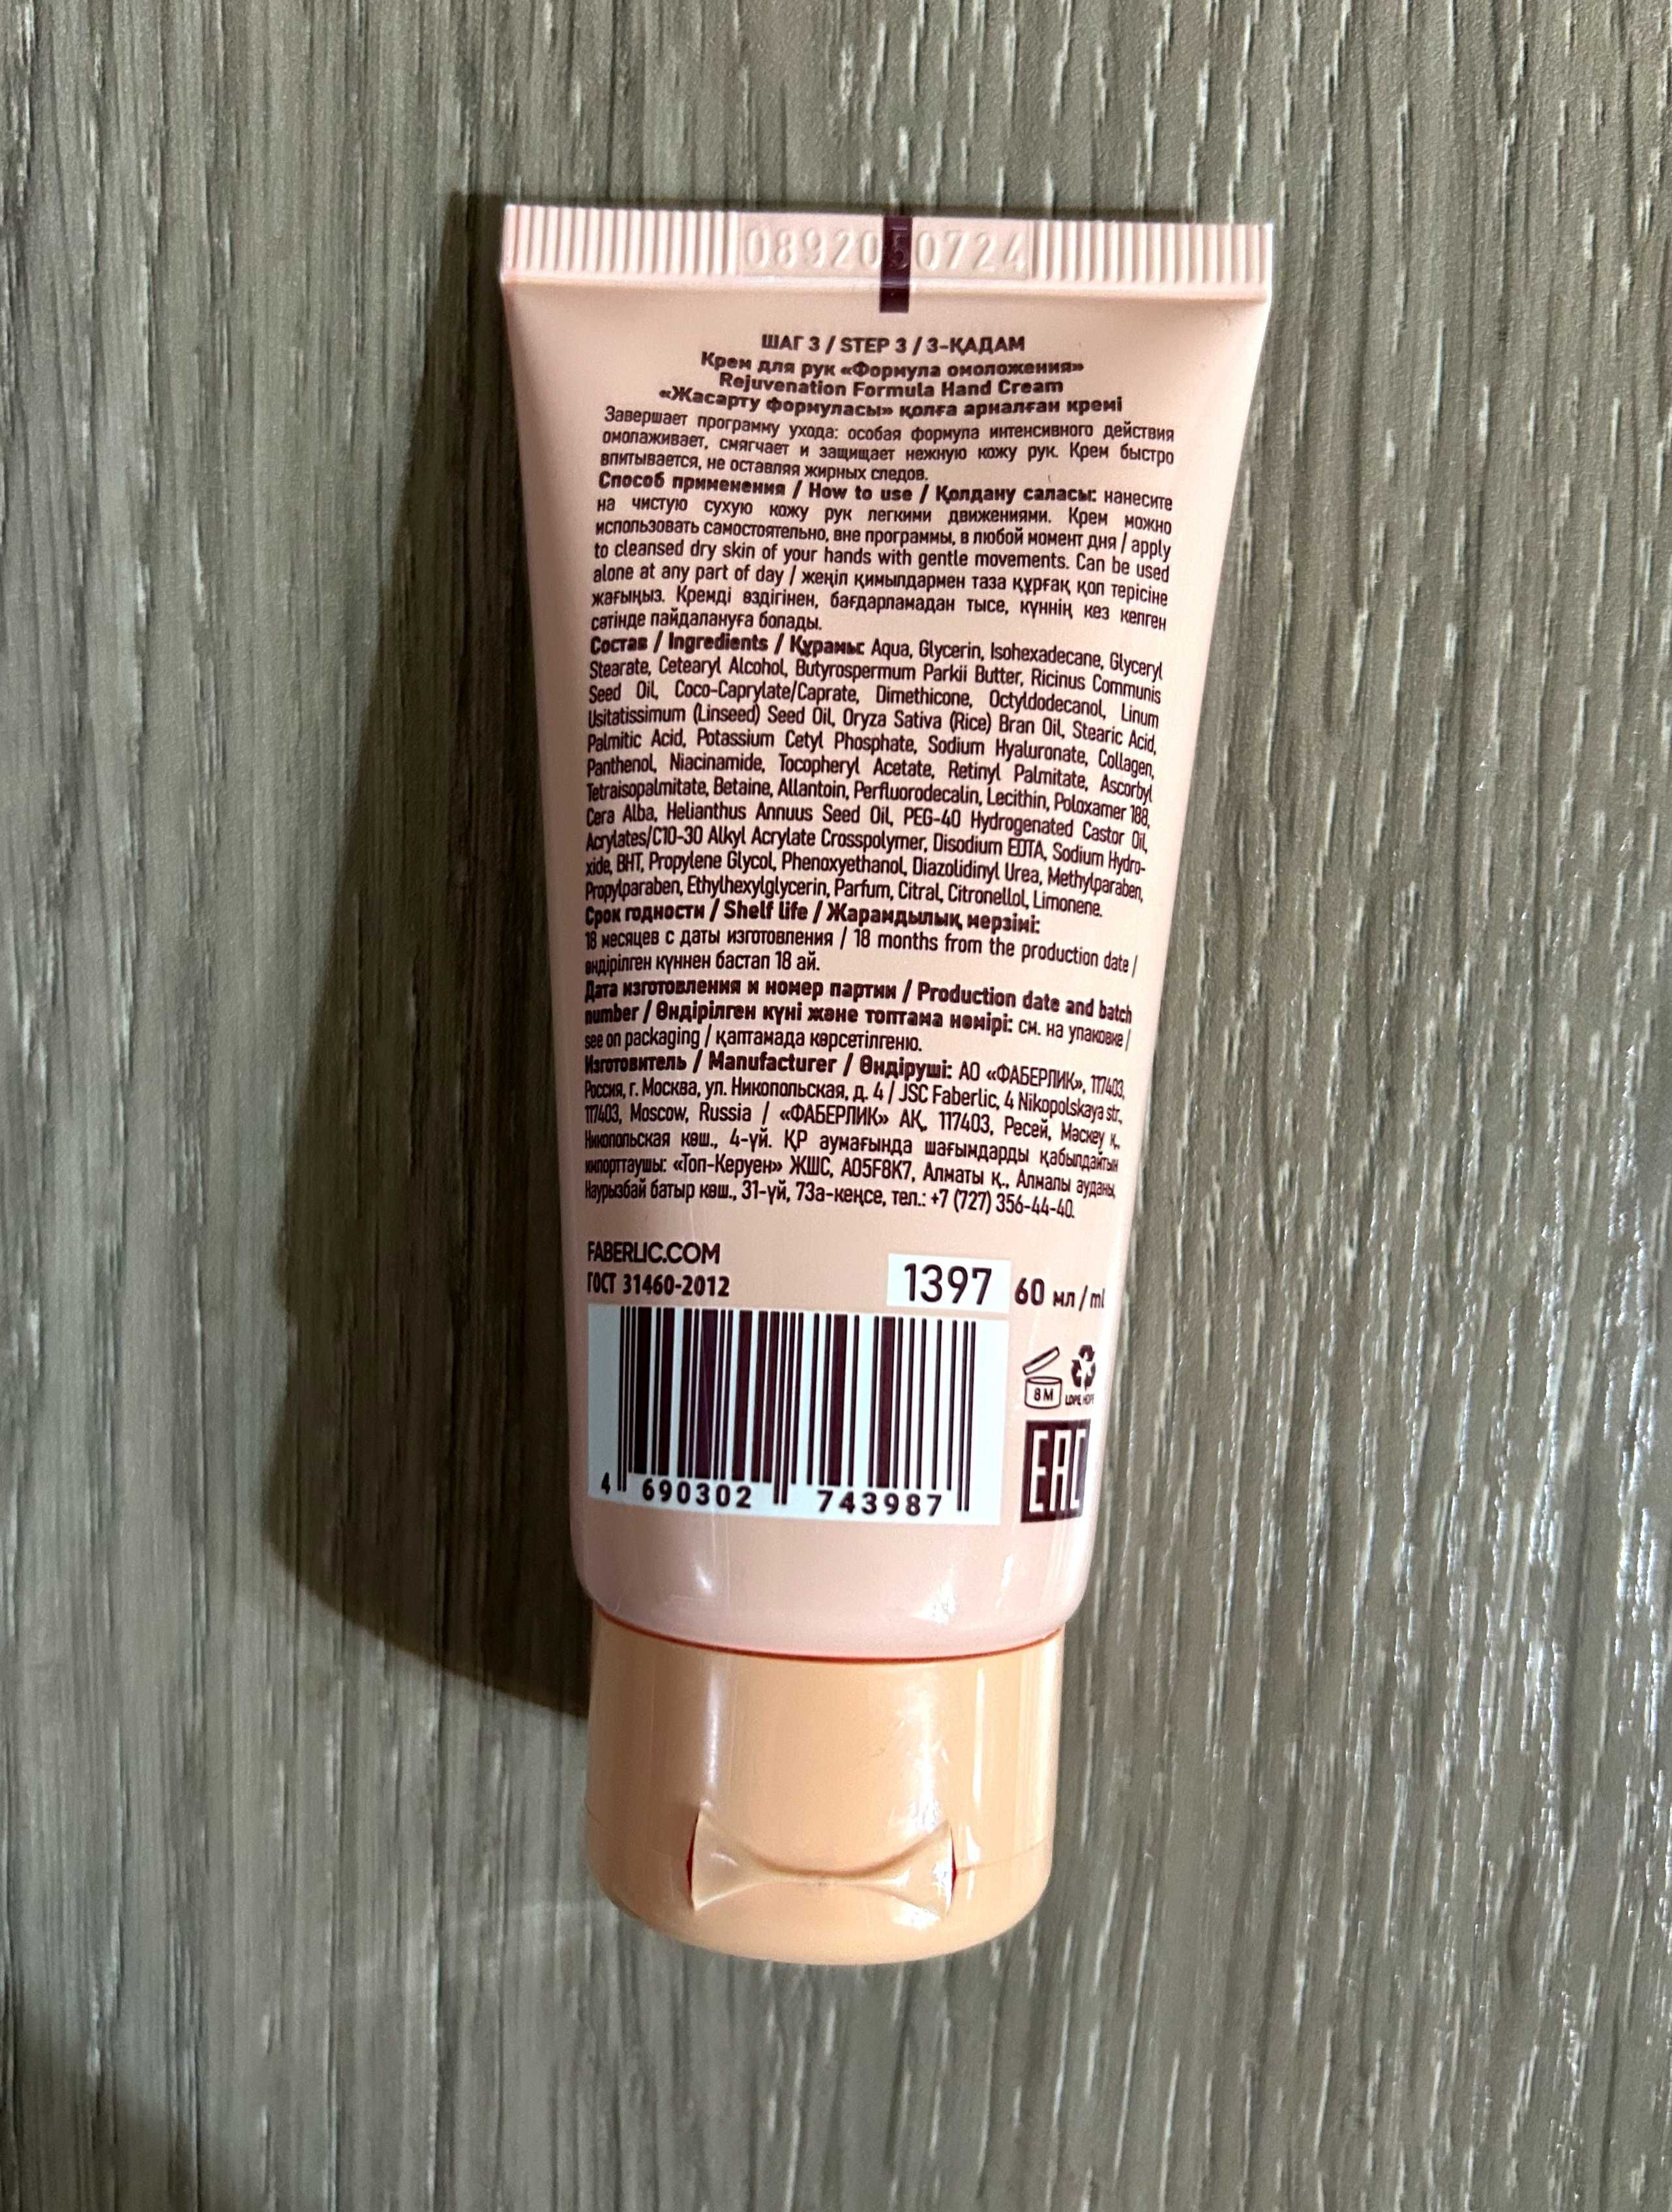 089205 0724
ШАГ 3 / STEP 3 / 3-ҚАДАМ
Крем для рук «Формула омоложения»
Rejuvenation Formula Hand Cream
«Жасарту формуласы» қолға арналған кремі
Завершает программу ухода: особая формула интенсивного действия
омолаживает, смягчает и защищает нежную кожу рук. Крем быстро
впитывается, не оставляя жирных следов.
Способ применения / How to use / Қолдану саласы: нанесите
на чистую сухую кожу рук легкими движениями. Крем можно
использовать самостоятельно, вне программы, в любой момент дня / apply
to cleansed dry skin of your hands with gentle movements. Can be used
alone at any part of day / жеңіл қимылдармен таза құрғақ қол терісіне
жағыңыз. Кремді өздігінен, бағдарламадан тысе, күннің кез келген
сәтінде пайдалануға болады.
Состав / Ingredients / Құрамы: Aqua, Glycerin, Isohexadecane, Glyceryl
Stearate, Cetearyl Alcohol, Butyrospermum Parkii Butter, Ricinus Communis
Seed Oil, Coco-Caprylate/Caprate, Dimethicone, Octyldodecanol, Linum
Usitatissimum (Linseed) Seed Oil, Oryza Sativa (Rice) Bran Oil, Stearic Acid,
Palmitic Acid, Potassium Cetyl Phosphate, Sodium Hyaluronate, Collagen,
Panthenol, Niacinamide, Tocopheryl Acetate, Retinyl Palmitate, Ascorbyl
Tetraisopalmitate, Betaine, Allantoin, Perfluorodecalin, Lecithin, Poloxamer 188,
Cera Alba, Helianthus Annuus Seed Oil, PEG-40 Hydrogenated Castor Oil,
Acrylates/C10-30 Alkyl Acrylate Crosspolymer, Disodium EDTA, Sodium Hydro-
xide, BHT, Propylene Glycol, Phenoxyethanol, Diazolidinyl Urea, Methylparaben,
Propylparaben, Ethylhexylglycerin, Parfum, Citral, Citronellol, Limonene.
Срок годности / Shelf life / Жарамдылық мерзімі:
18 месяцев с даты изготовления / 18 months from the production date /
өндірілген күннен бастап 18 ай.
Дата изготовления и номер партии / Production date and batch
number / Өндірілген күні және топтама нөмірі: см. на упаковке /
see on packaging / қаптамада көрсетілгеню.
Изготовитель / Manufacturer / Өндіруші: АО «ФАБЕРЛИК», 117403,
Россия, г. Москва, ул. Никопольская, д. 4 / JSC Faberlic, 4 Nikopolskaya str.,
117403, Moscow, Russia / «ФАБЕРЛИК» АҚ, 117403, Ресей, Мәскеу қ.,
Никопольская көш., 4-үй. ҚР аумағында шағымдарды қабылдайтын
импорттаушы: «Топ-Керуен» ЖШС, A05F8K7, Алматы қ., Алмалы ауданы,
Наурызбай батыр көш., 31-үй, 73а-кеңсе, тел.: +7 (727) 356-44-40.
FABERLIC.COM
ГОСТ 31460-2012
1397 60 мл / ml
8 M
LDPE HDPE
EAC
4 690302 743987